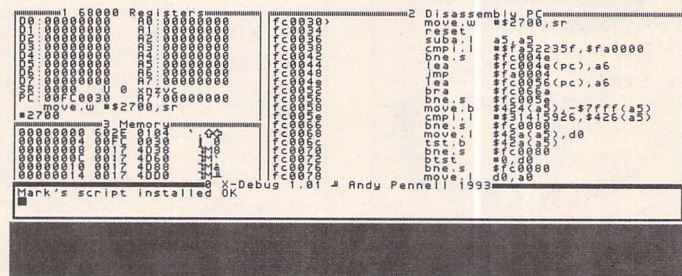 1 68000 Registers
D0:00000000 A0:00000000
D1:00000000 A1:00000000
D2:00000000 A2:00000000
D3:00000000 A3:00000000
D4:00000000 A4:00000000
D5:00000000 A5:00000000
D6:00000000 A6:00000000
D7:00000000 A7:00000000
SR:0000 U 0 xnzvc
PC:00FC0030 A7'00000000
move.w #$2700,sr
#2700
3 Memory
00000000 602E 0104
00000004 00FC 0030
00000008 0017 4D38
0000000C 0017 4D68
00000010 0017
00000014 0017 4DD0
2 Disassembly PC
fc0030> move.w #$2700,sr
fc0034 reset
fc0036 suba.l a5,a5
fc0038 cmpi.l #$fa52235f,$fa0000
fc0042 bne.s $fc004e
fc0044 lea $fc004e(pc),a6
fc0048 jmp $fa0004
fc004e lea $fc0056(pc),a6
fc0052 bra $fc066a
fc0056 bne.s $fc005e
fc0058 move.b $424(a5),-$7fff(a5)
fc005e cmpi.l #$31415926,$426(a5)
fc0066 bne.s $fc0080
fc0068 move.l $42a(a5),d0
fc006c tst.b $42a(a5)
fc0070 bne.s $fc0080
fc0072 btst #0,d0
fc0076 bne.s $fc0080
fc0078 move.l d0,a0
0 X-Debug 1.01 Andy Pennell 1993
Mark's script installed OK